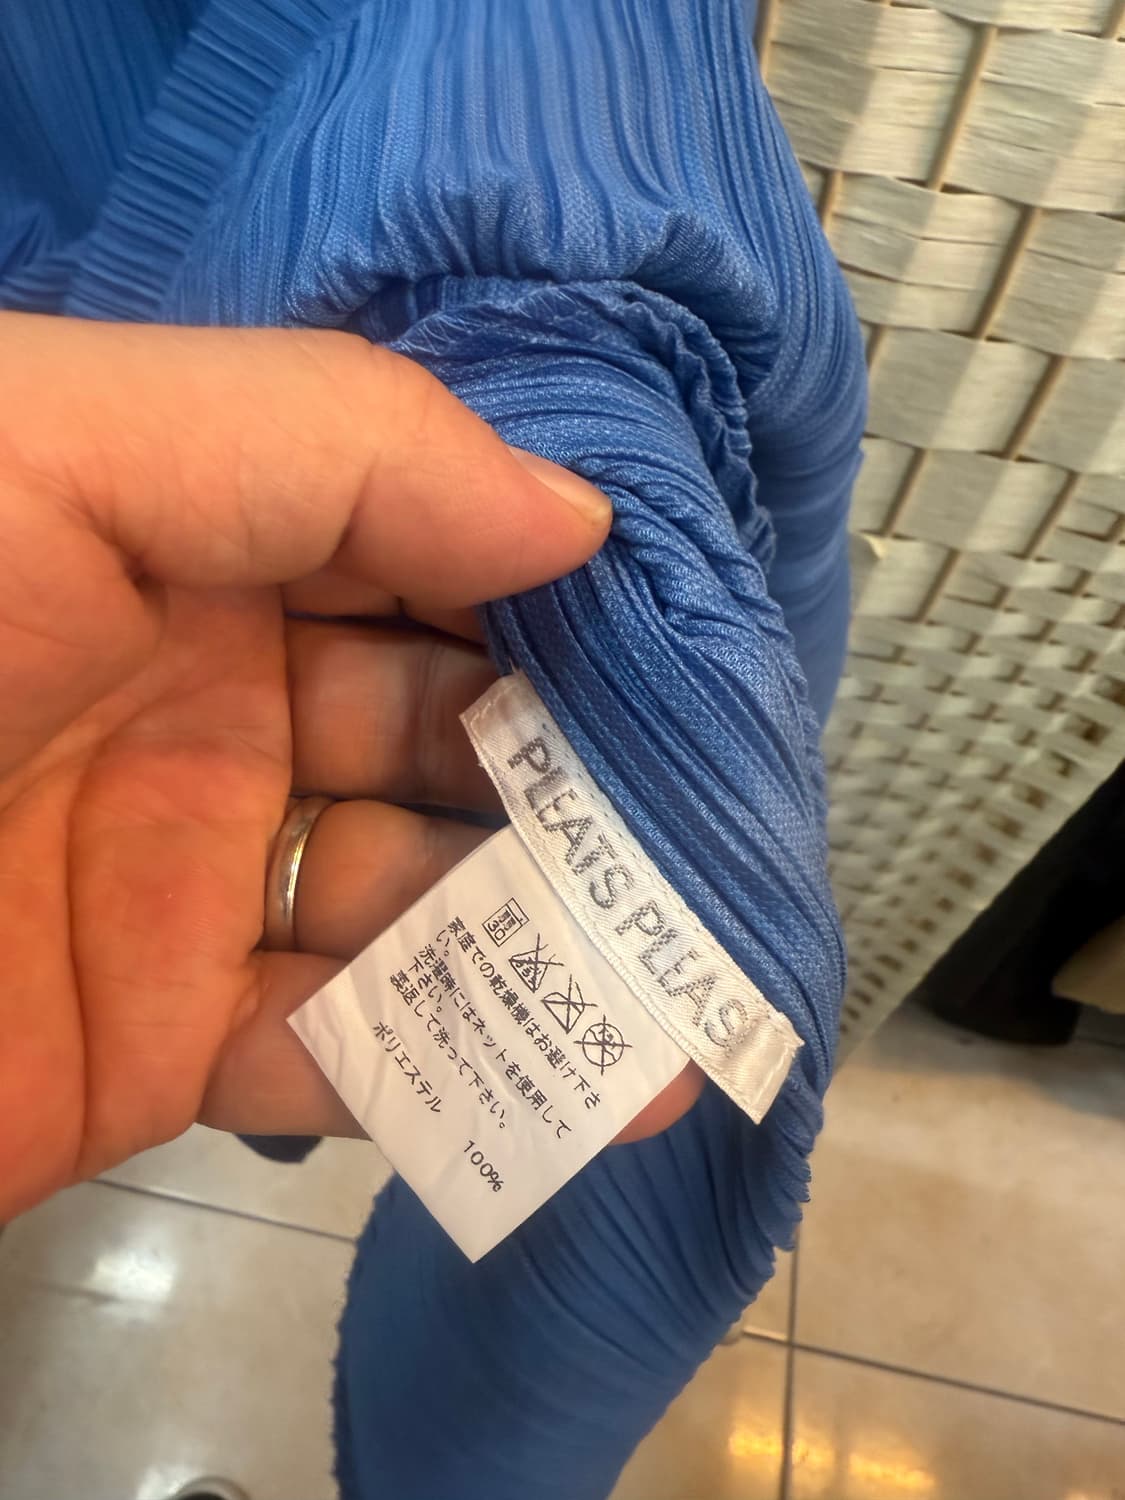 PLEATS PLEAS
30
家庭での乾燥機はお避け下さ
い。
洗濯時にはネットを使用して
下さい。
裏返して洗って下さい。
ポリエステル 100%